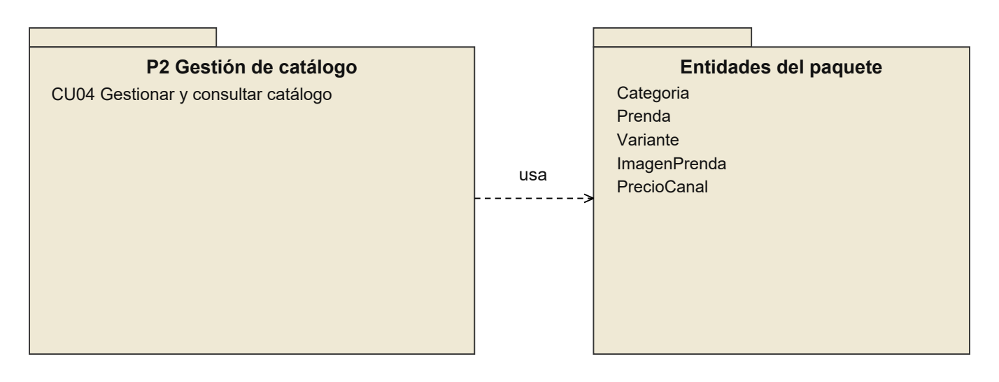 P2 Gestión de catálogo
CU04 Gestionar y consultar catálogo
usa
Entidades del paquete
Categoria
Prenda
Variante
ImagenPrenda
PrecioCanal